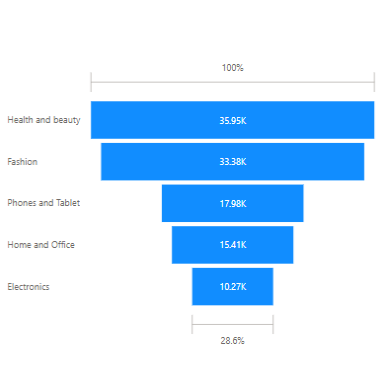 100%
Health and beauty 35.95K
Fashion 33.38K
Phones and Tablet 17.98K
Home and Office 15.41K
Electronics 10.27K
28.6%